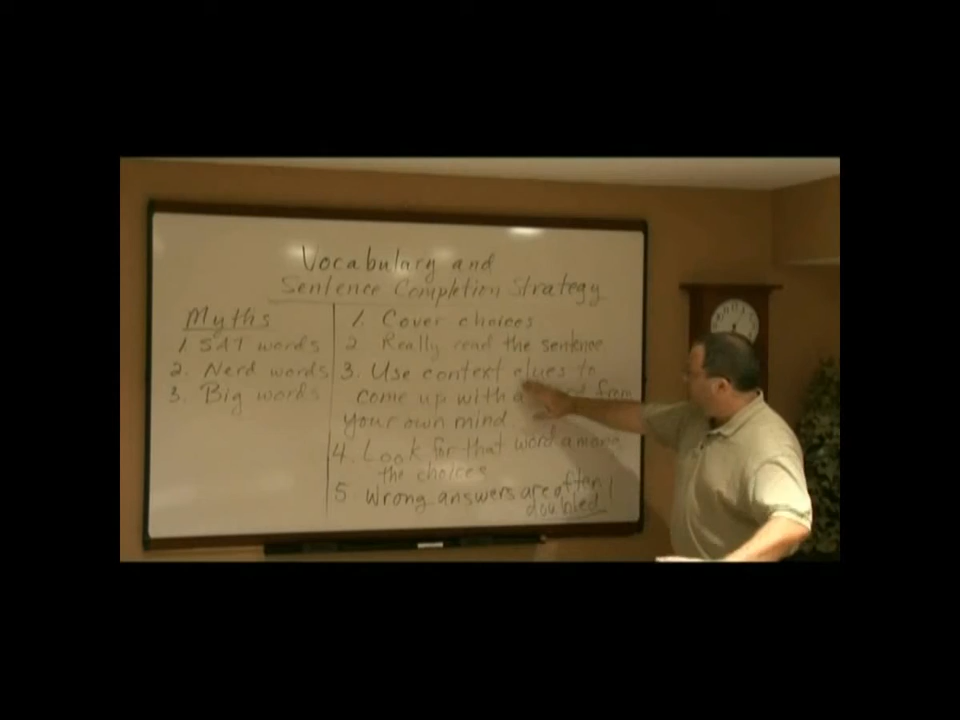 Vocabulary and
Sentence Completion Strategy
Myths
1. SAT words
2. Nerd words
3. Big words
1. Cover choices
2. Really read the sentence
3. Use context clues to
come up with a from
your own mind
4. Look for that word among
the choices
5 Wrong answers are often
doubled!